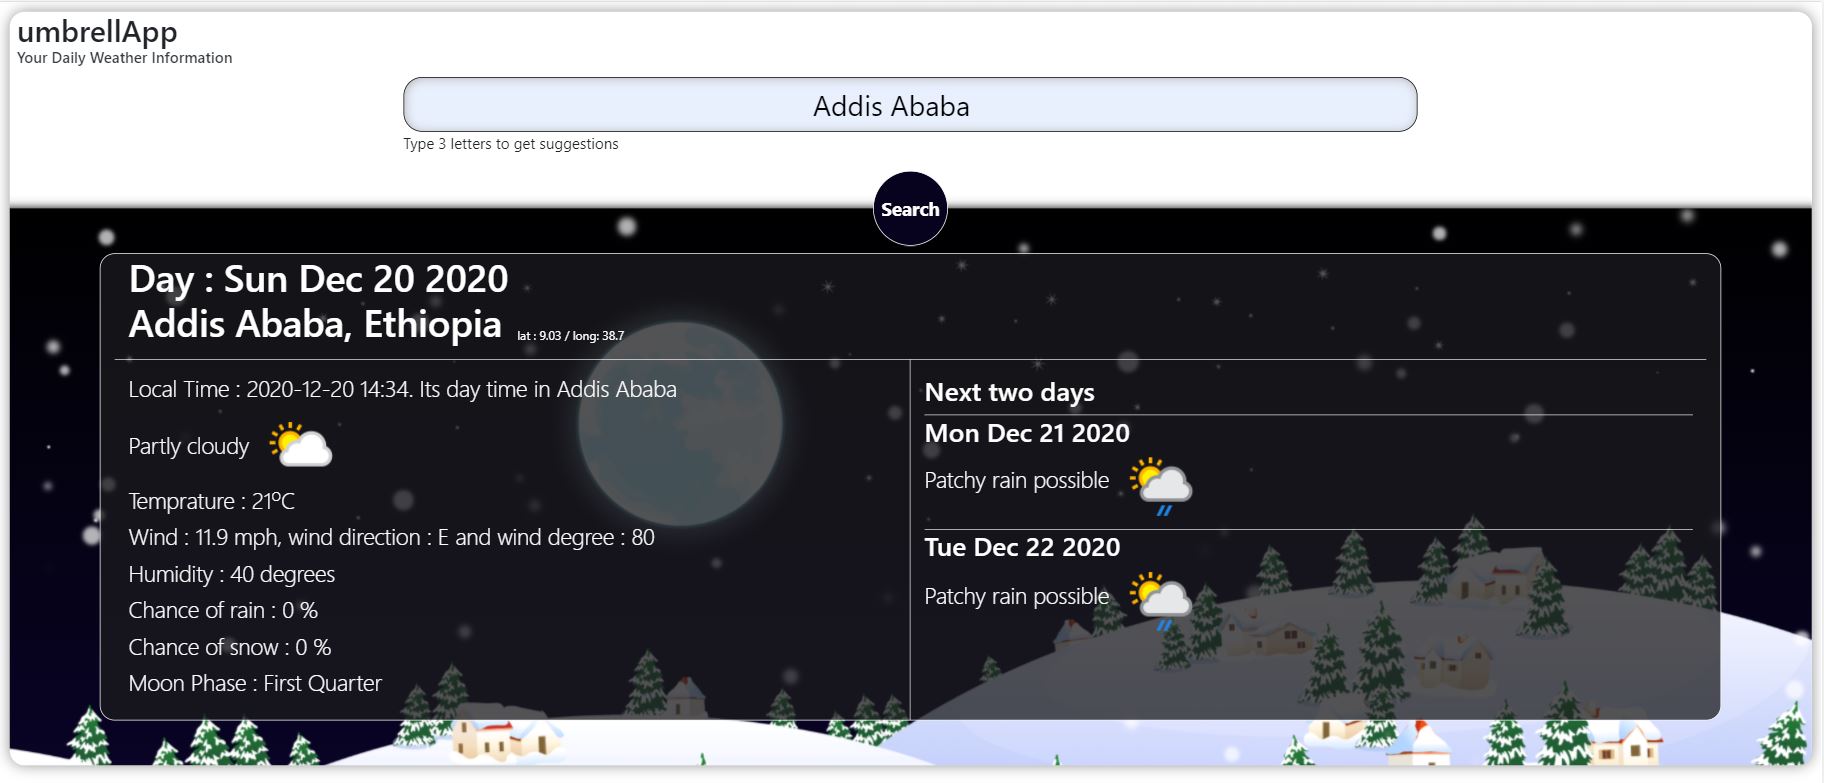 umbrellApp
Your Daily Weather Information
Addis Ababa
Type 3 letters to get suggestions
Search
Day : Sun Dec 20 2020
Addis Ababa, Ethiopia lat : 9.03 / long: 38.7
Local Time : 2020-12-20 14:34. Its day time in Addis Ababa
Partly cloudy
Temprature : 21ºC
Wind : 11.9 mph, wind direction : E and wind degree : 80
Humidity : 40 degrees
Chance of rain : 0 %
Chance of snow : 0 %
Moon Phase : First Quarter
Next two days
Mon Dec 21 2020
Patchy rain possible
Tue Dec 22 2020
Patchy rain possible